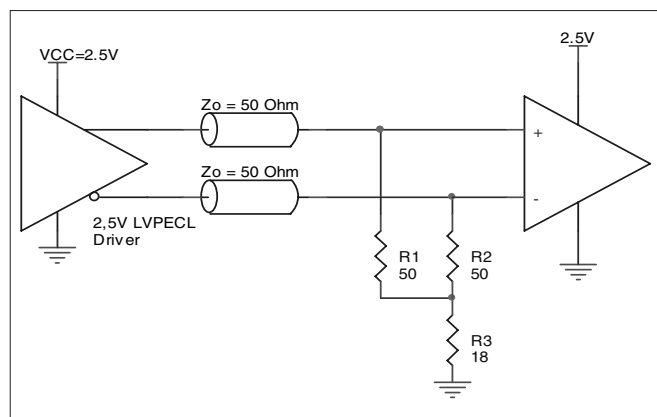 VCC=2.5V
2.5V
Zo = 50 Ohm
+
Zo = 50 Ohm
-
2,5V LVPECL
Driver
R1
50
R2
50
R3
18